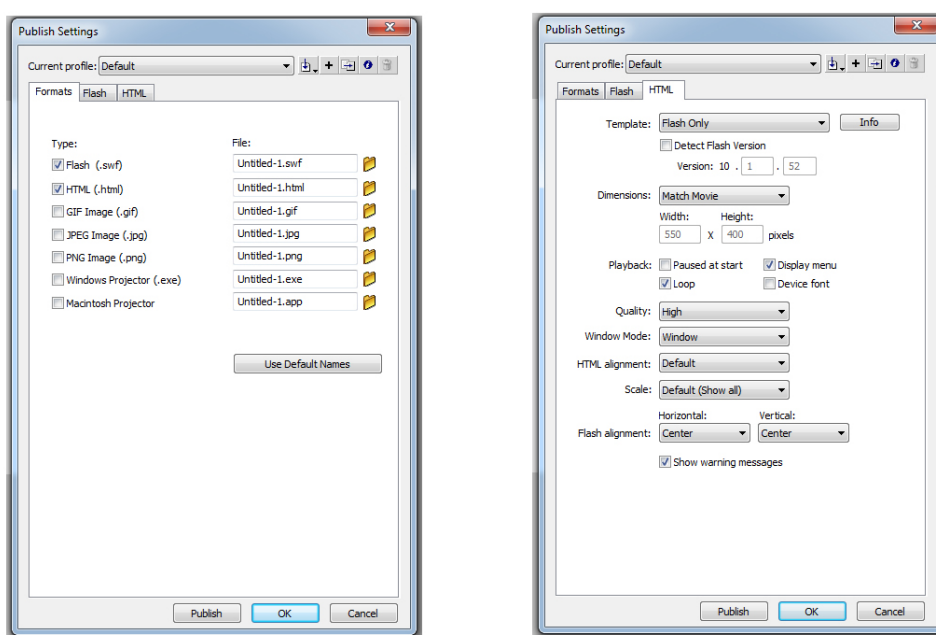 Publish Settings
Current profile: Default
Formats Flash HTML
Type: File:
Flash (.swf) Untitled-1.swf
HTML (.html) Untitled-1.html
GIF Image (.gif) Untitled-1.gif
JPEG Image (.jpg) Untitled-1.jpg
PNG Image (.png) Untitled-1.png
Windows Projector (.exe) Untitled-1.exe
Macintosh Projector Untitled-1.app
Use Default Names
Publish OK Cancel
Publish Settings
Current profile: Default
Formats Flash HTML
Template: Flash Only Info
Detect Flash Version
Version: 10 . 1 . 52
Dimensions: Match Movie
Width: Height:
550 X 400 pixels
Playback: Paused at start Display menu
Loop Device font
Quality: High
Window Mode: Window
HTML alignment: Default
Scale: Default (Show all)
Horizontal: Vertical:
Flash alignment: Center Center
Show warning messages
Publish OK Cancel